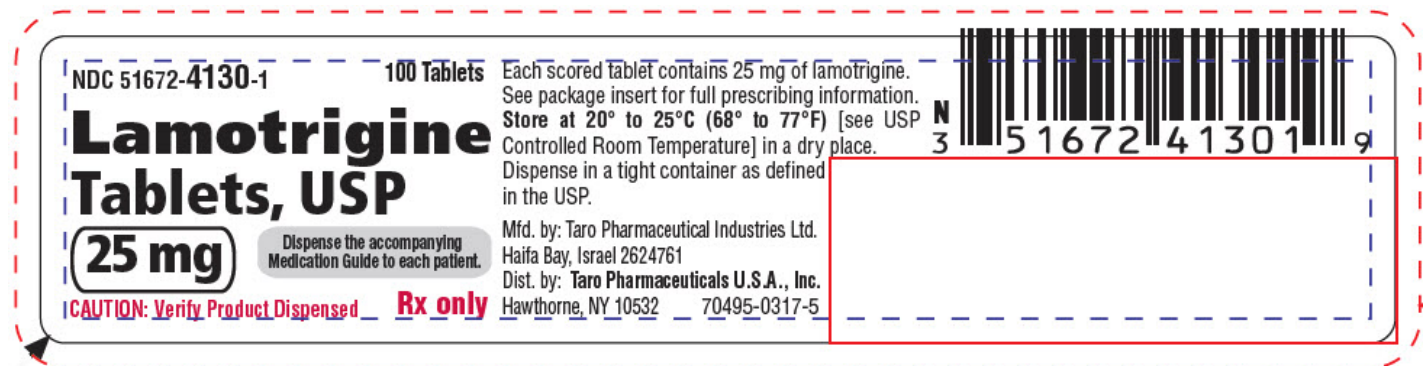 NDC 51672-4130-1
100 Tablets
Lamotrigine
Tablets, USP
25 mg
Dispense the accompanying
Medication Guide to each patient.
CAUTION: Verify Product Dispensed
Rx only
Each scored tablet contains 25 mg of lamotrigine.
See package insert for full prescribing information.
Store at 20° to 25°C (68° to 77°F) [see USP
Controlled Room Temperature] in a dry place.
Dispense in a tight container as defined
in the USP.
Mfd. by: Taro Pharmaceutical Industries Ltd.
Haifa Bay, Israel 2624761
Dist. by: Taro Pharmaceuticals U.S.A., Inc.
Hawthorne, NY 10532 70495-0317-5
N
3 51672 41301 9